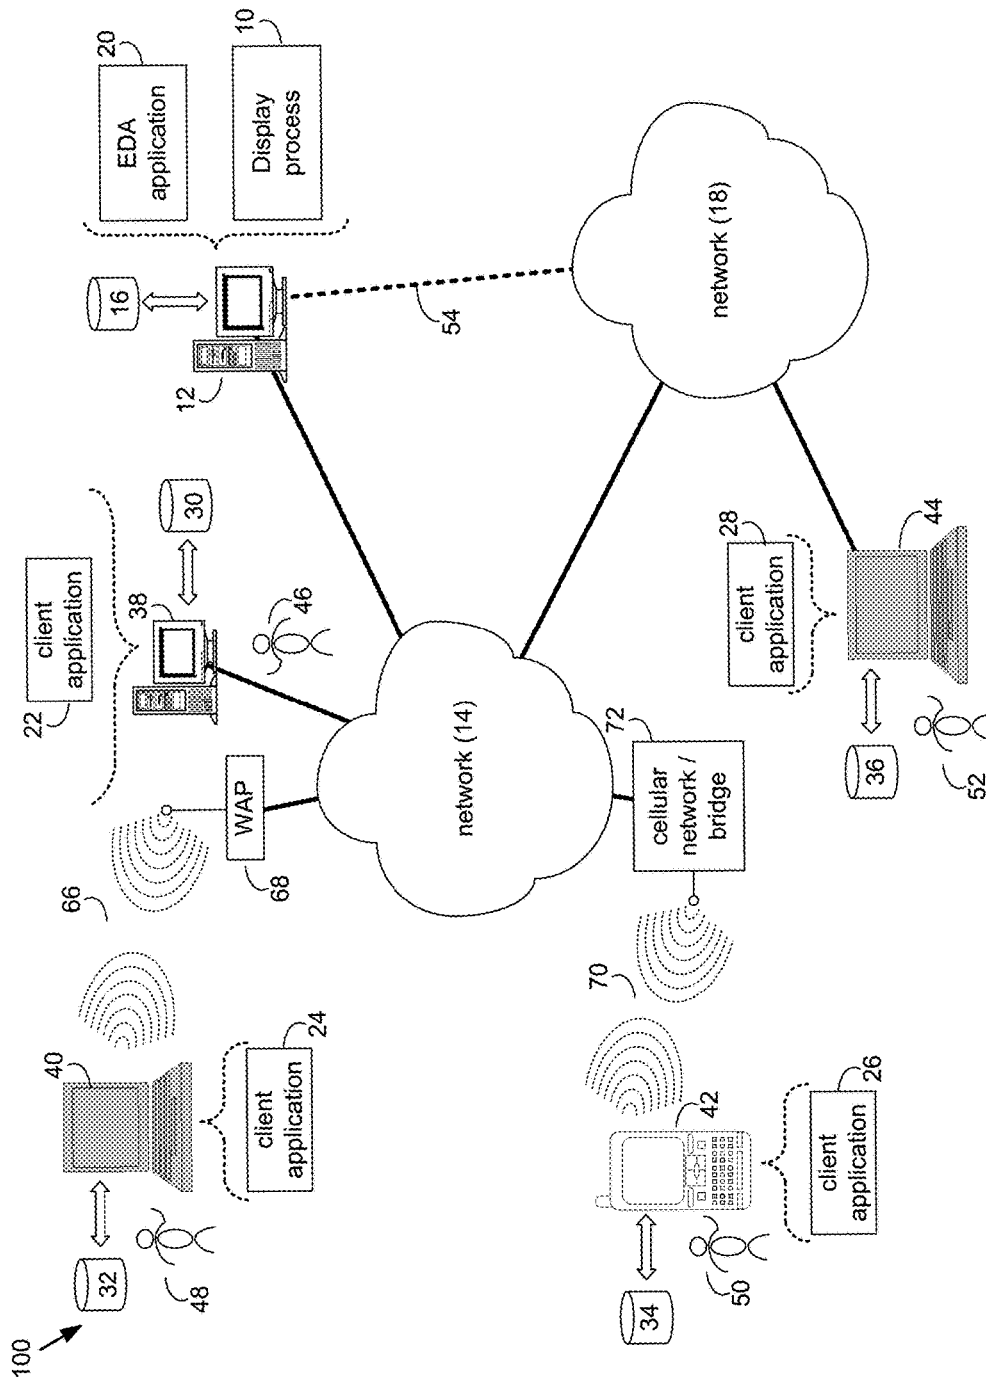 100
32
48
40
client
application
24
66
WAP
68
client
application
22
38
30
46
16
12
EDA
application
20
Display
process
10
54
network (14)
network (18)
34
50
42
client
application
26
70
cellular
network /
bridge
72
36
52
client
application
28
44